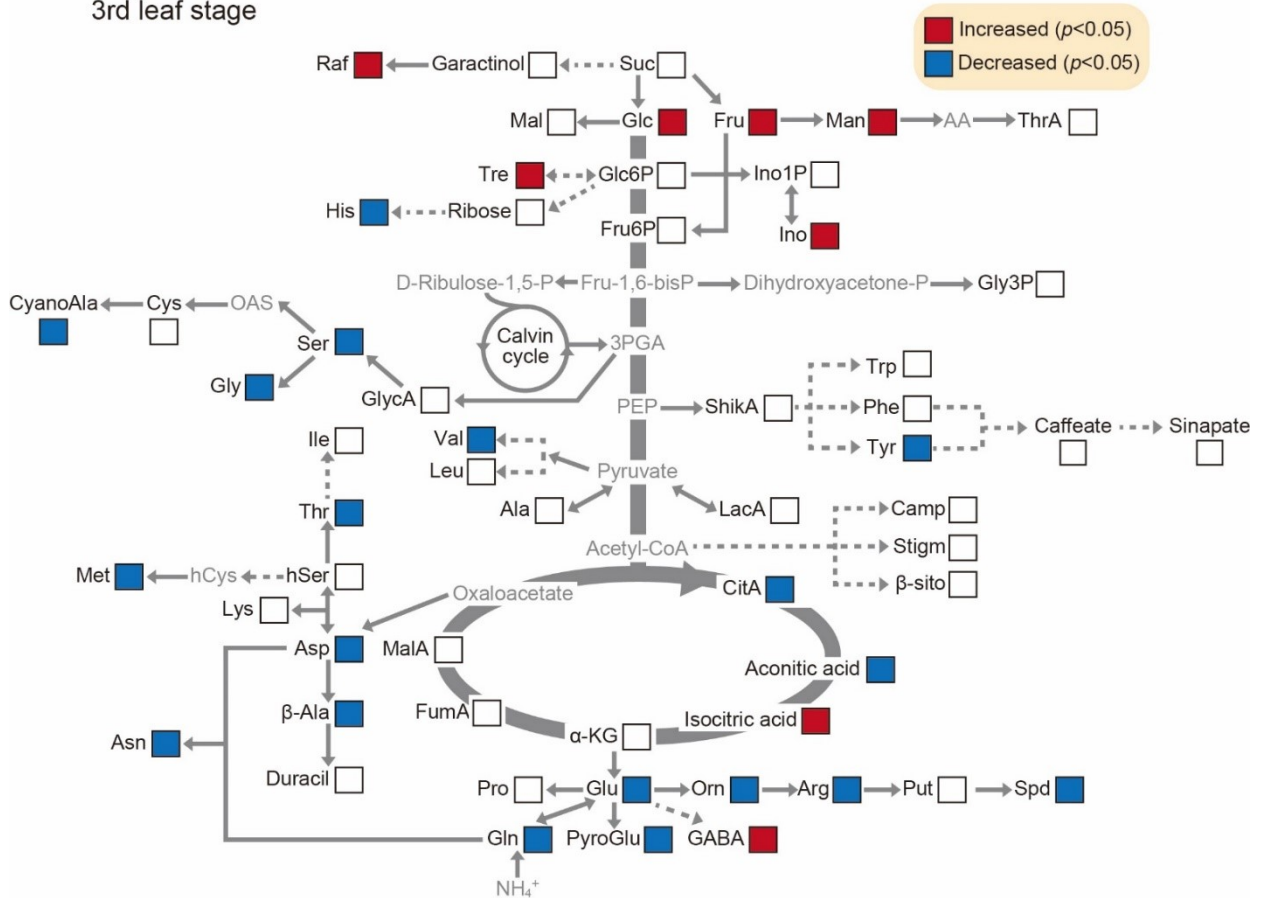 3rd leaf stage
Increased (p<0.05)
Decreased (p<0.05)
Raf
Garactinol
Suc
Mal
Glc
Fru
Man
AA
ThrA
Tre
Glc6P
Ino1P
His
Ribose
Fru6P
Ino
D-Ribulose-1,5-P
Fru-1,6-bisP
Dihydroxyacetone-P
Gly3P
CyanoAla
Cys
OAS
Ser
Calvin
cycle
3PGA
Gly
GlycA
PEP
ShikA
Trp
Phe
Tyr
Caffeate
Sinapate
Ile
Val
Leu
Pyruvate
Thr
Ala
LacA
Camp
Stigm
β-sito
Acetyl-CoA
Met
hCys
hSer
Lys
Oxaloacetate
CitA
Asp
MalA
Aconitic acid
β-Ala
FumA
Isocitric acid
Asn
α-KG
Duracil
Pro
Glu
Orn
Arg
Put
Spd
Gln
PyroGlu
GABA
NH₄⁺